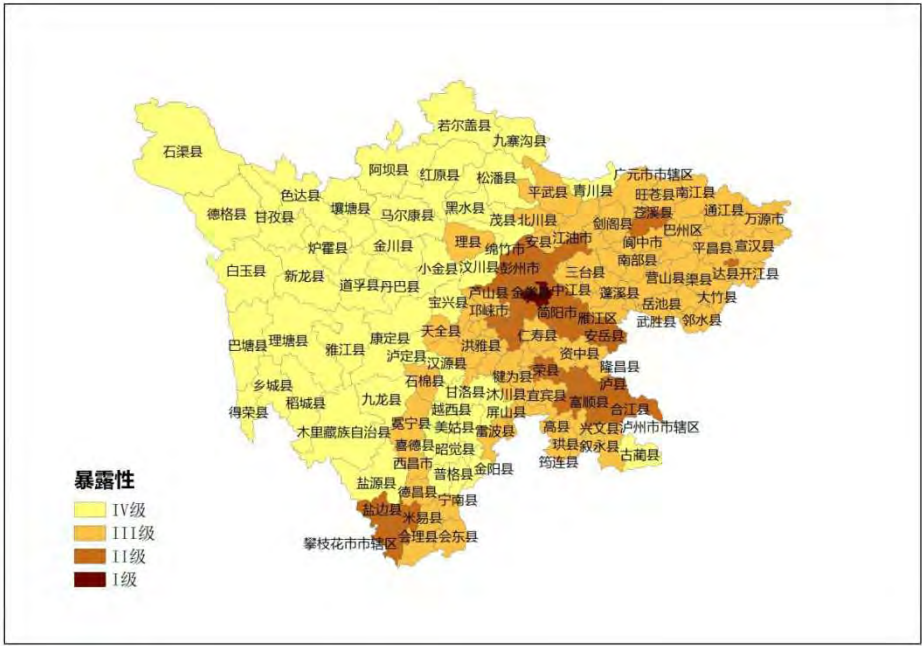 若尔盖县
九寨沟县
石渠县
阿坝县
红原县
松潘县
平武县
青川县
广元市市辖区
旺苍县
南江县
色达县
壤塘县
马尔康县
黑水县
茂县
北川县
剑阁县
苍溪县
通江县
万源市
德格县
甘孜县
巴州区
炉霍县
金川县
理县
绵竹市
安县
江油市
阆中市
平昌县
宣汉县
白玉县
新龙县
小金县
汶川县
彭州市
三台县
南部县
营山县
渠县
达县
开江县
道孚县
丹巴县
宝兴县
芦山县
中江县
蓬溪县
岳池县
大竹县
邛崃市
简阳市
雁江区
武胜县
邻水县
巴塘县
理塘县
雅江县
康定县
天全县
泸定县
汉源县
洪雅县
仁寿县
安岳县
资中县
隆昌县
乡城县
稻城县
九龙县
石棉县
甘洛县
犍为县
荣县
泸县
得荣县
越西县
沐川县
宜宾县
富顺县
合江县
木里藏族自治县
冕宁县
美姑县
屏山县
雷波县
高县
兴文县
泸州市市辖区
喜德县
昭觉县
珙县
叙永县
古蔺县
西昌市
普格县
金阳县
筠连县
盐源县
德昌县
宁南县
盐边县
米易县
攀枝花市市辖区
会理县
会东县
暴露性
IV级
III级
II级
I级